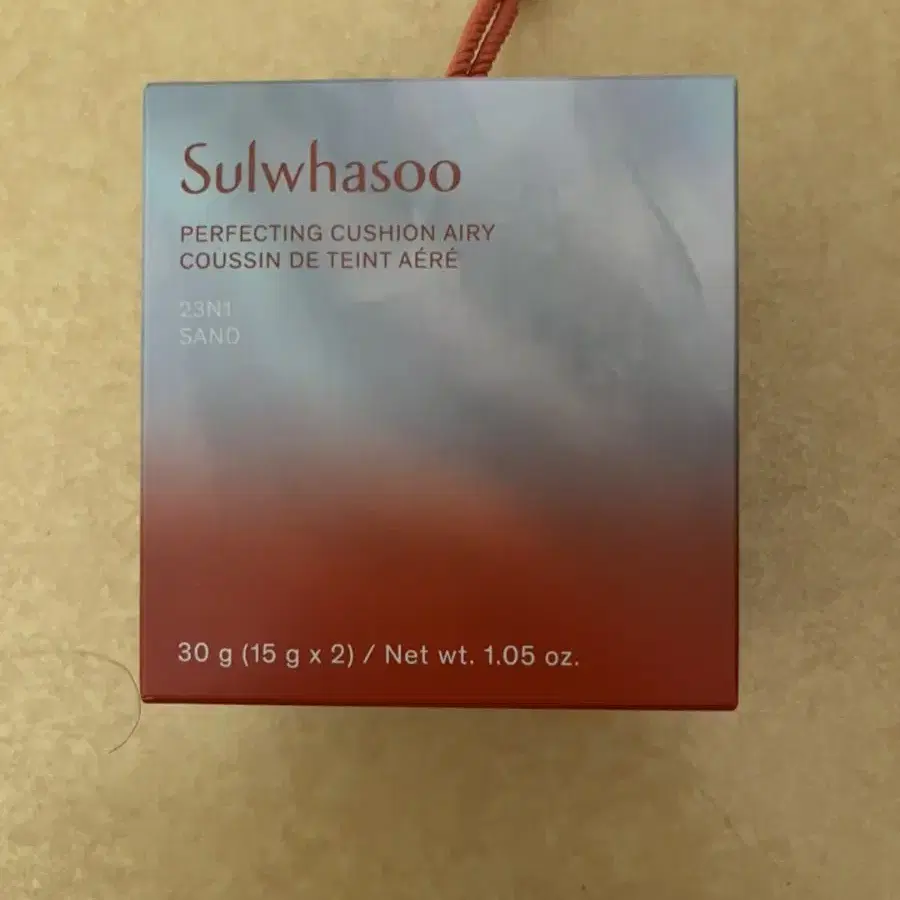 Sulwhasoo
PERFECTING CUSHION AIRY
COUSSIN DE TEINT AÉRÉ
23N1
SAND
30 g (15 g x 2) / Net wt. 1.05 oz.